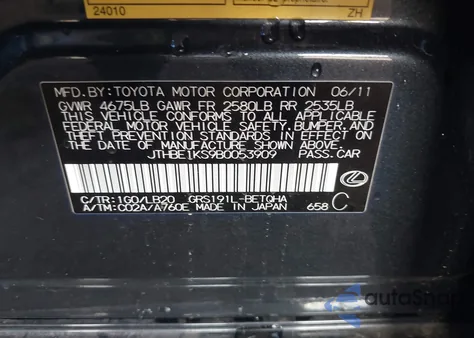 24010
ZH
MFD. BY: TOYOTA MOTOR CORPORATION 06/11
GVWR 4675LB GAWR FR 2580LB RR 2535LB
THIS VEHICLE CONFORMS TO ALL APPLICABLE
FEDERAL MOTOR VEHICLE SAFETY, BUMPER, AND
THEFT PREVENTION STANDARDS IN EFFECT ON
THE DATE OF MANUFACTURE SHOWN ABOVE.
JTHBE1KS9B0053909 PASS. CAR
C/TR: 1G0/LB20 GRS191L-BETQHA
A/TM: C02A/A760E MADE IN JAPAN 658 C